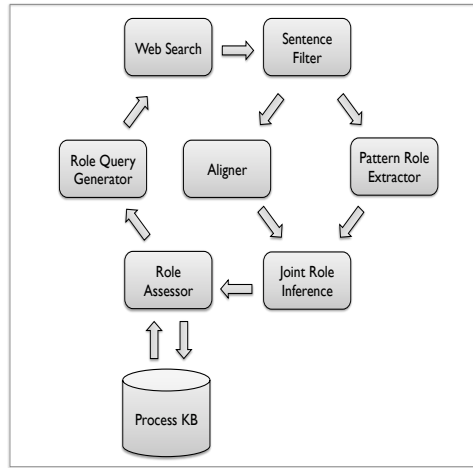 Web Search
Sentence
Filter
Role Query
Generator
Aligner
Pattern Role
Extractor
Role
Assessor
Joint Role
Inference
Process KB